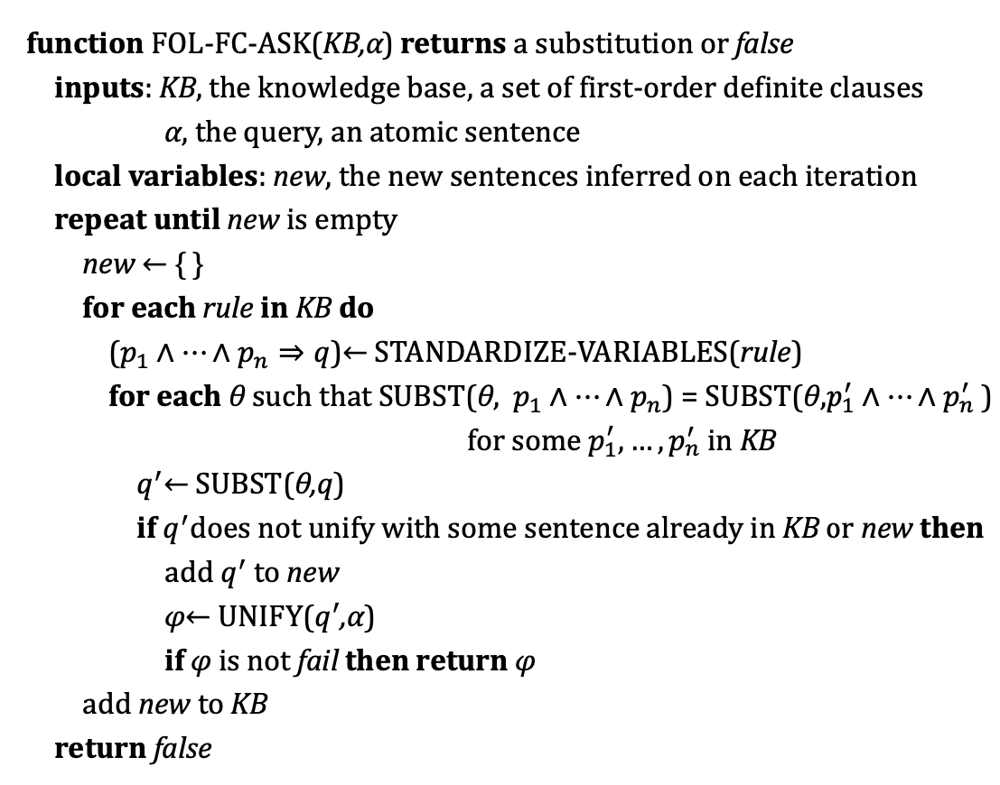 function FOL-FC-ASK(KB,α) returns a substitution or false
inputs: KB, the knowledge base, a set of first-order definite clauses
α, the query, an atomic sentence
local variables: new, the new sentences inferred on each iteration
repeat until new is empty
new ← { }
for each rule in KB do
(p₁ ∧ ⋯ ∧ pₙ ⇒ q)← STANDARDIZE-VARIABLES(rule)
for each θ such that SUBST(θ, p₁ ∧ ⋯ ∧ pₙ) = SUBST(θ,p′₁ ∧ ⋯ ∧ p′ₙ )
for some p′₁, … , p′ₙ in KB
q′← SUBST(θ,q)
if q′does not unify with some sentence already in KB or new then
add q′ to new
φ← UNIFY(q′,α)
if φ is not fail then return φ
add new to KB
return false